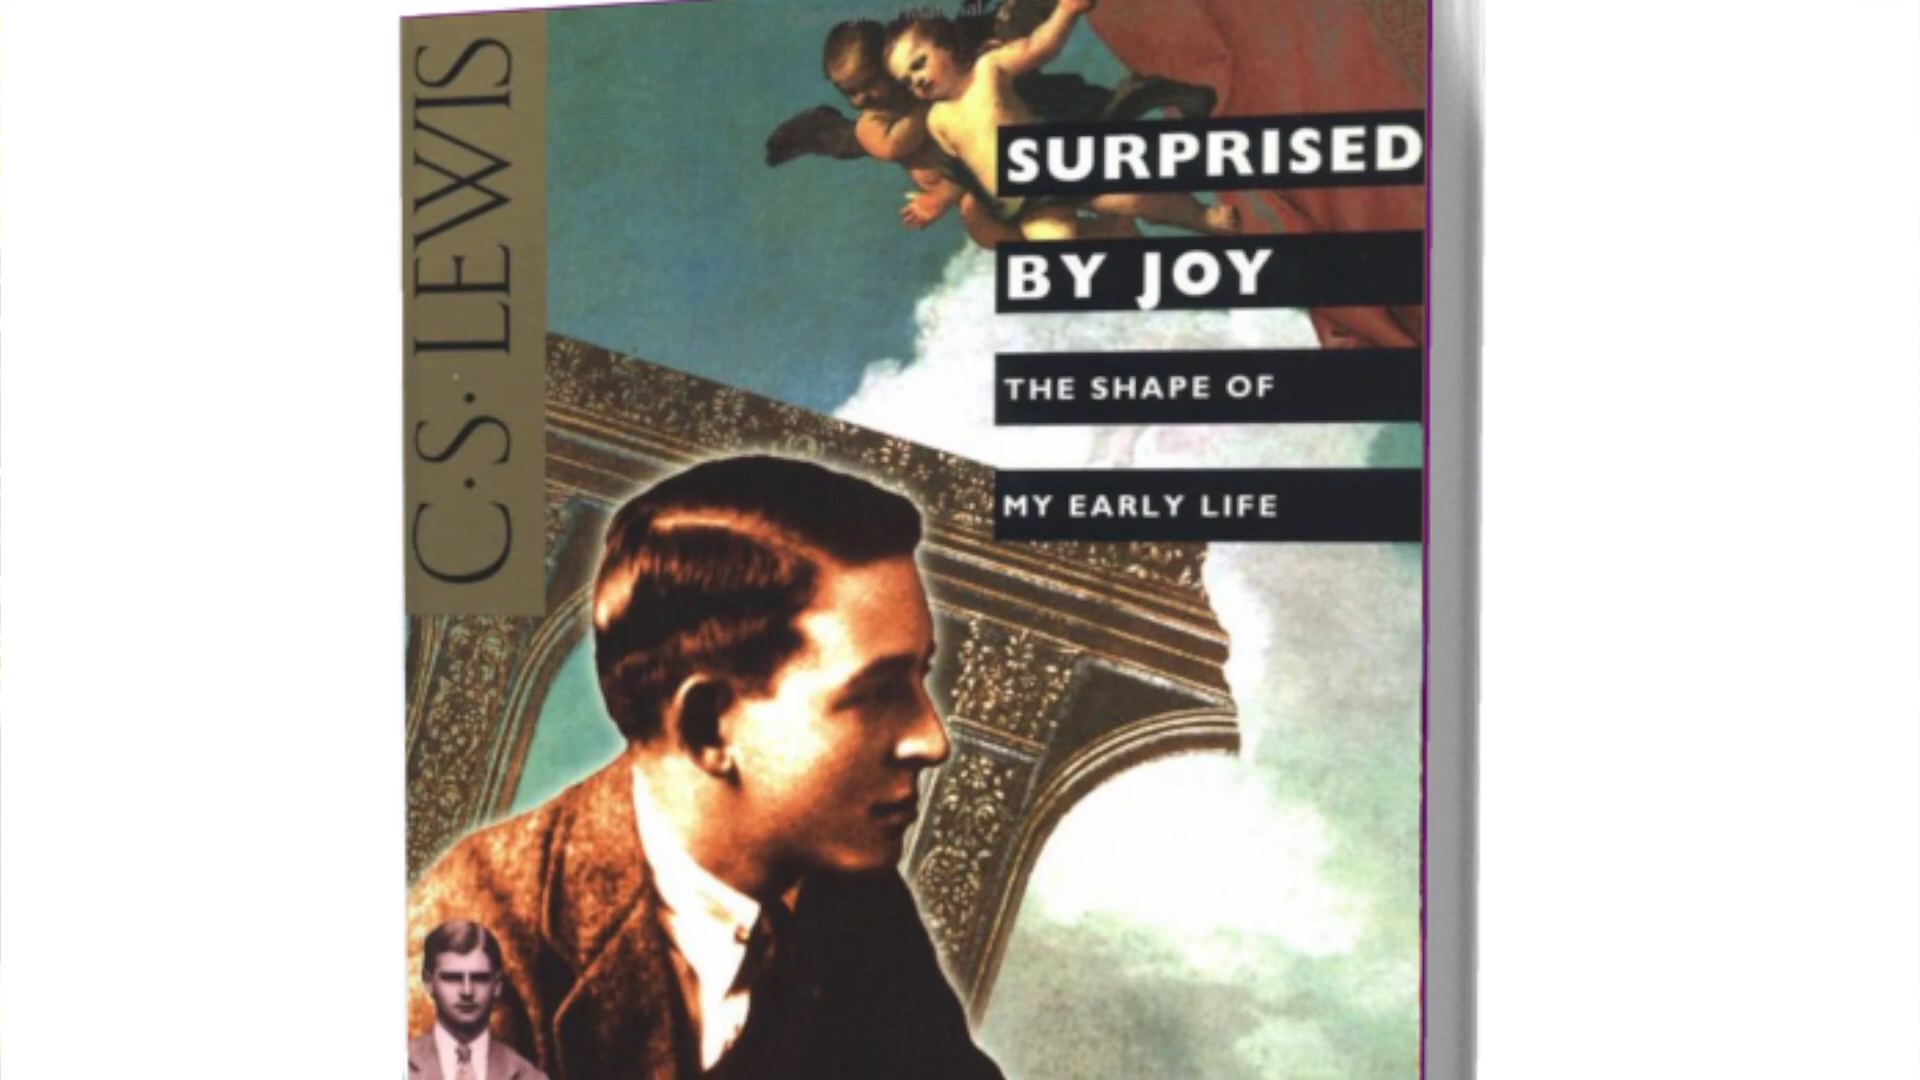 C·S·LEWIS
SURPRISED
BY JOY
THE SHAPE OF
MY EARLY LIFE